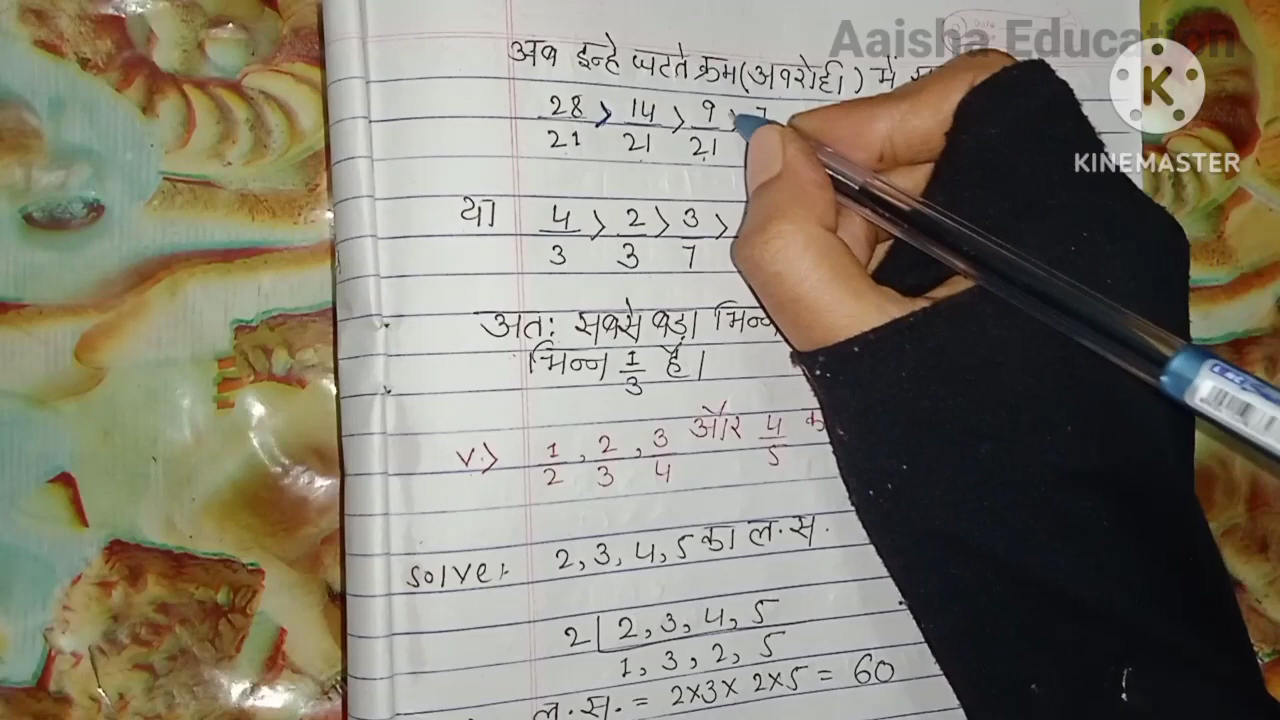 Aaisha Education
K
KINEMASTER
अब इन्हे घटते क्रम(अवरोही) में
28/21 > 14/21 > 9/21 > 7
या 4/3 > 2/3 > 3/7 >
अतः सबसे बड़ा भिन्न
भिन्न 1/3 है।
v.> 1/2, 2/3, 3/4 और 4/5
Solve:- 2, 3, 4, 5 का ल.स.
2 | 2, 3, 4, 5
1, 3, 2, 5
ल.स. = 2×3×2×5 = 60